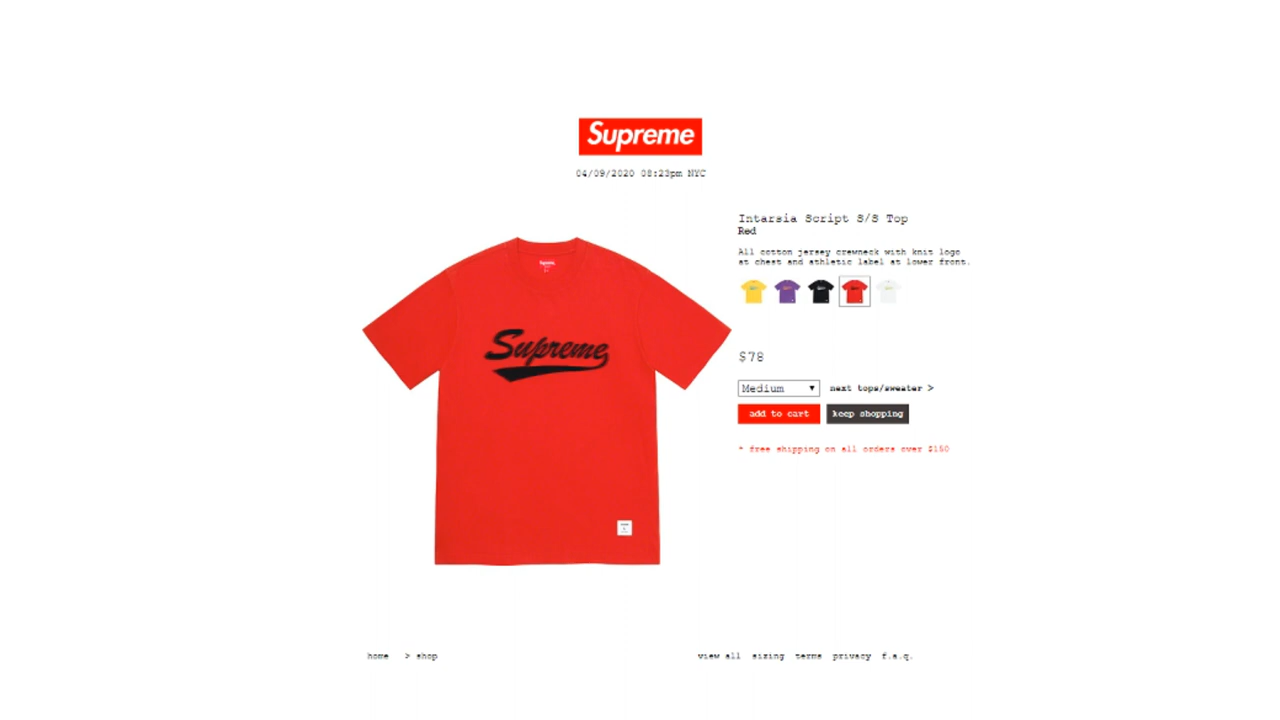 Supreme
04/09/2020 08:23pm NYC
Intarsia Script S/S Top
Red
All cotton jersey crewneck with knit logo
at chest and athletic label at lower front.
Supreme
$78
Medium ▼ next tops/sweater >
add to cart keep shopping
* free shipping on all orders over $150
home > shop
view all sizing terms privacy f.a.q.